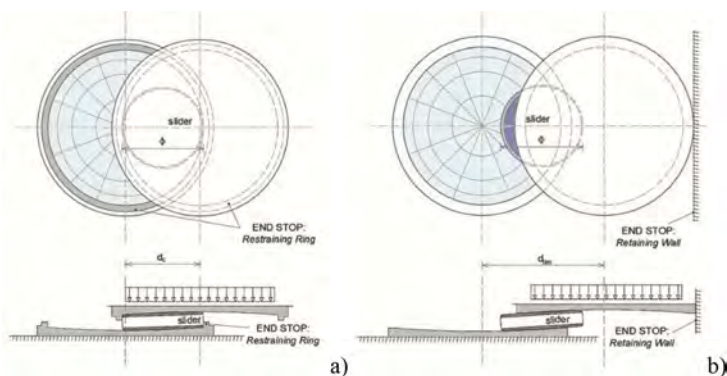 slider
Φ
END STOP:
Restraining Ring
d
slider
END STOP:
Restraining Ring
a)
slider
Φ
END STOP:
Retaining Wall
d
slider
END STOP:
Retaining Wall
b)